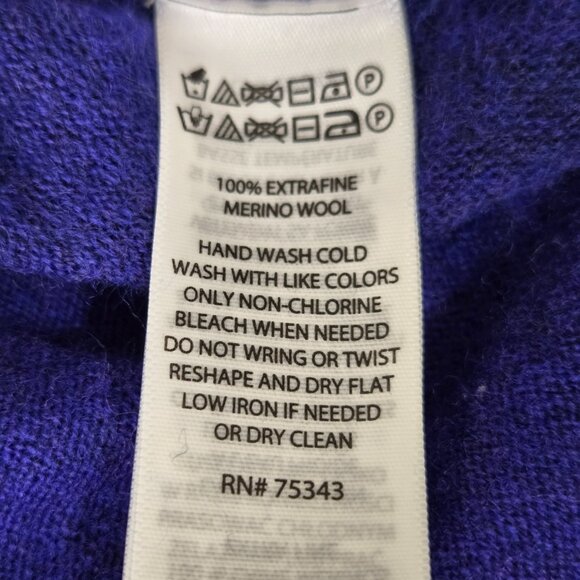 P
P
100% EXTRAFINE
MERINO WOOL
HAND WASH COLD
WASH WITH LIKE COLORS
ONLY NON-CHLORINE
BLEACH WHEN NEEDED
DO NOT WRING OR TWIST
RESHAPE AND DRY FLAT
LOW IRON IF NEEDED
OR DRY CLEAN
RN# 75343